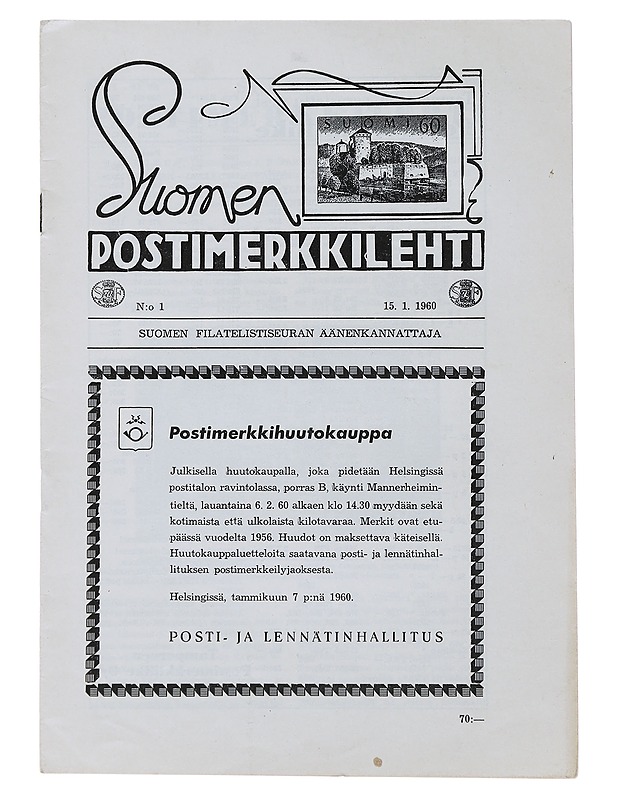 Suomen
SUOMI 60
POSTIMERKKILEHTI
N:o 1 15. 1. 1960
SUOMEN FILATELISTISEURAN ÄÄNENKANNATTAJA
Postimerkkihuutokauppa
Julkisella huutokaupalla, joka pidetään Helsingissä
postitalon ravintolassa, porras B, käynti Mannerheimin-
tieltä, lauantaina 6. 2. 60 alkaen klo 14.30 myydään sekä
kotimaista että ulkolaista kilotavaraa. Merkit ovat etu-
päässä vuodelta 1956. Huudot on maksettava käteisellä.
Huutokauppaluetteloita saatavana posti- ja lennätinhal-
lituksen postimerkkeilyjaoksesta.
Helsingissä, tammikuun 7 p:nä 1960.
POSTI- JA LENNÄTINHALLITUS
70:—